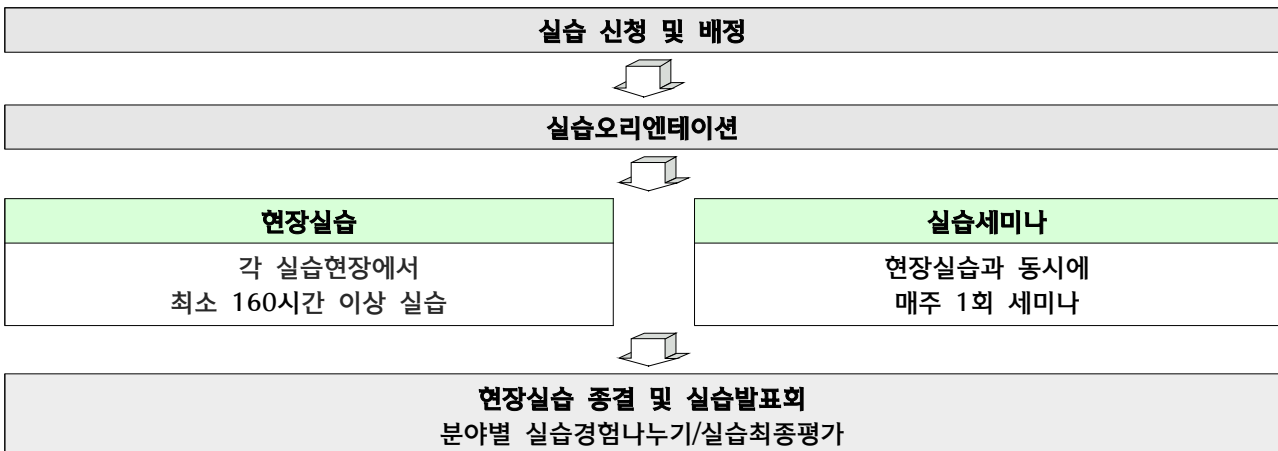 실습 신청 및 배정
실습오리엔테이션
현장실습
각 실습현장에서
최소 160시간 이상 실습
실습세미나
현장실습과 동시에
매주 1회 세미나
현장실습 종결 및 실습발표회
분야별 실습경험나누기/실습최종평가